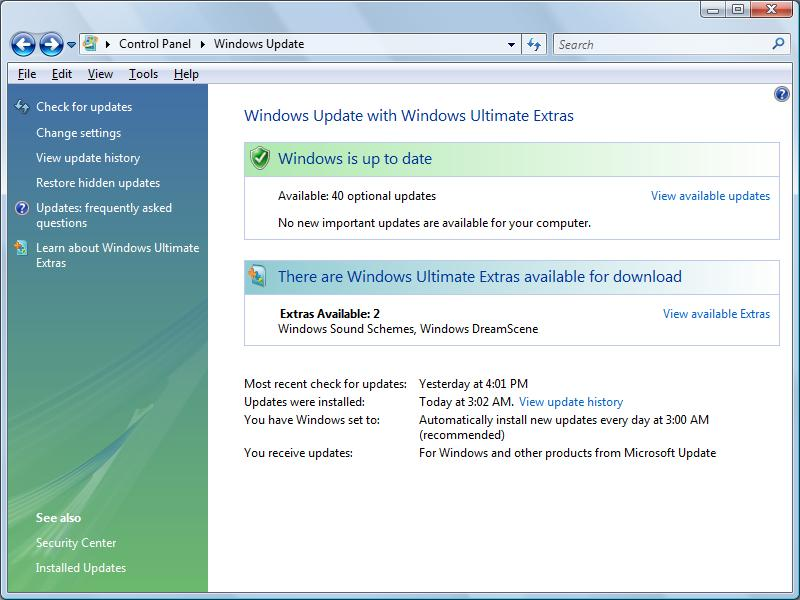 Control Panel Windows Update Search
File Edit View Tools Help
Check for updates
Change settings
View update history
Restore hidden updates
Updates: frequently asked
questions
Learn about Windows Ultimate
Extras
See also
Security Center
Installed Updates
Windows Update with Windows Ultimate Extras
Windows is up to date
Available: 40 optional updates View available updates
No new important updates are available for your computer.
There are Windows Ultimate Extras available for download
Extras Available: 2 View available Extras
Windows Sound Schemes, Windows DreamScene
Most recent check for updates: Yesterday at 4:01 PM
Updates were installed: Today at 3:02 AM. View update history
You have Windows set to: Automatically install new updates every day at 3:00 AM
(recommended)
You receive updates: For Windows and other products from Microsoft Update